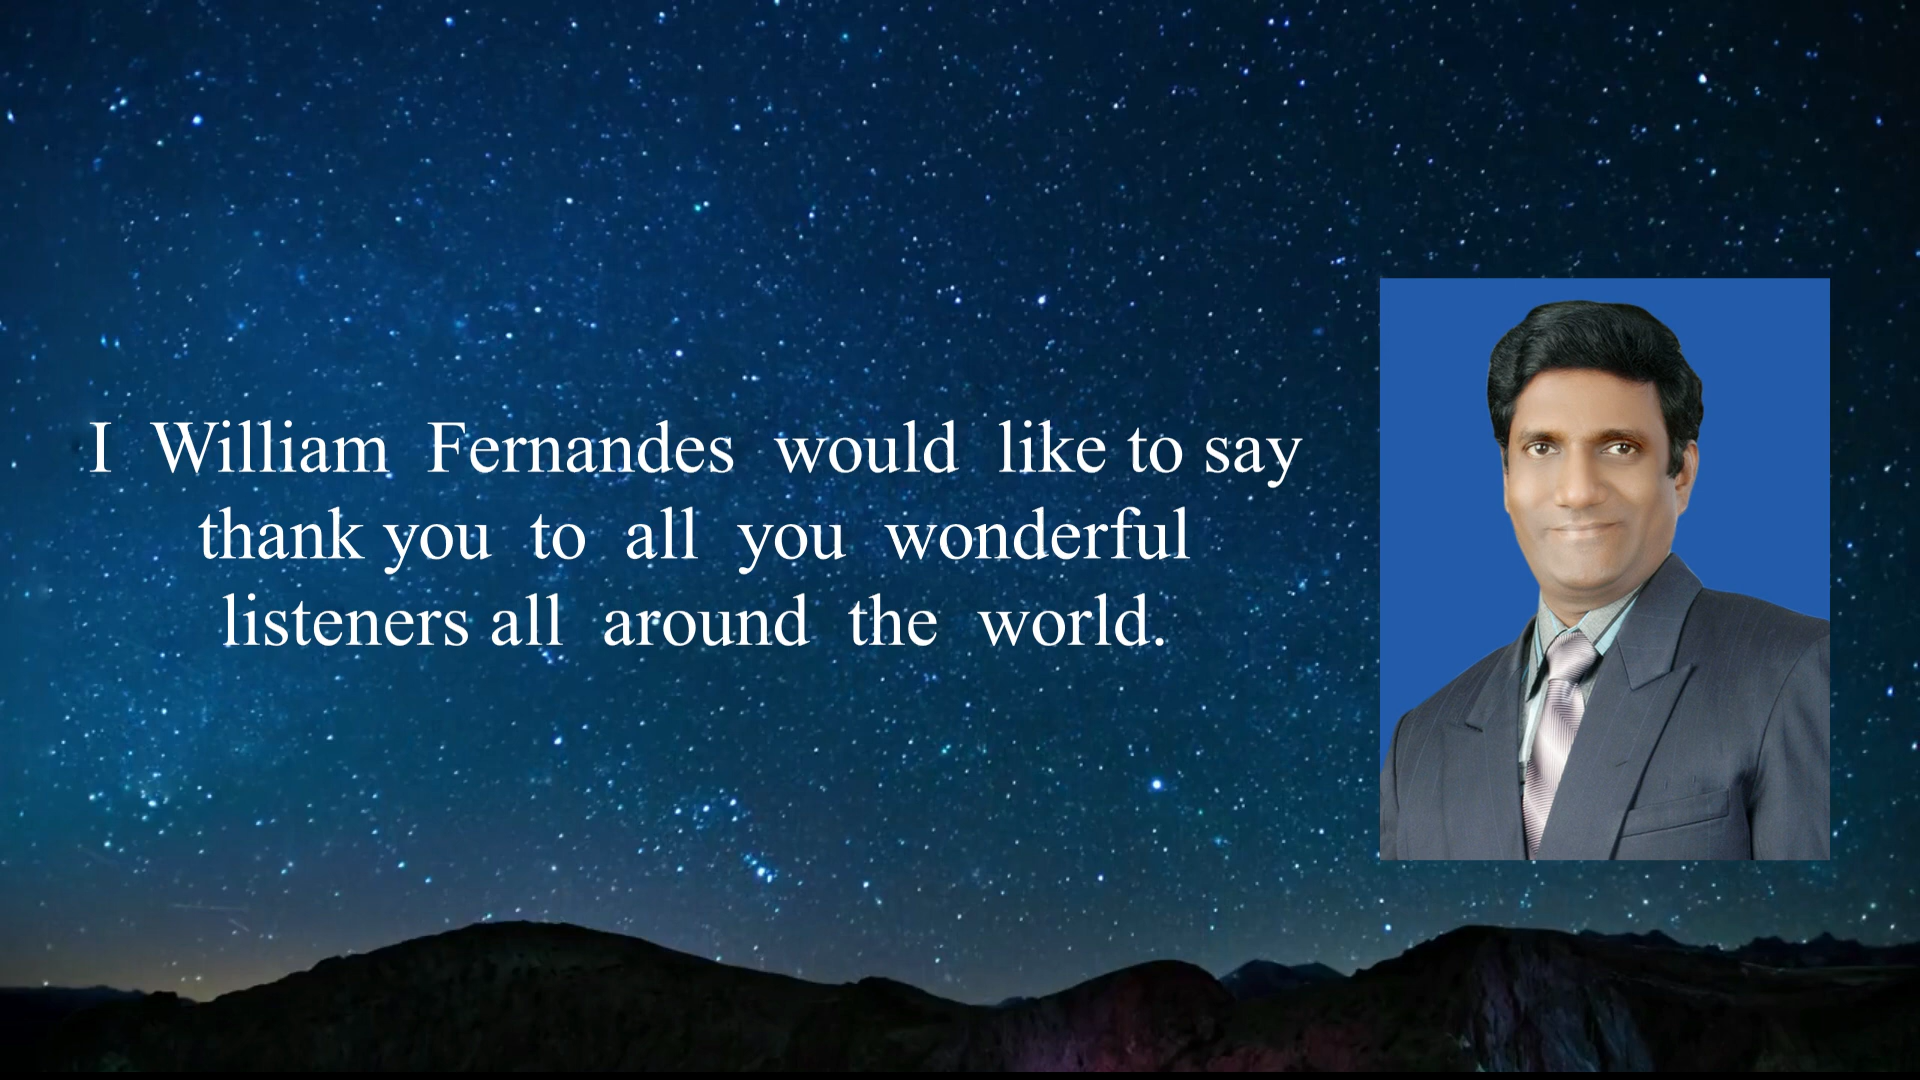 I William Fernandes would like to say
thank you to all you wonderful
listeners all around the world.